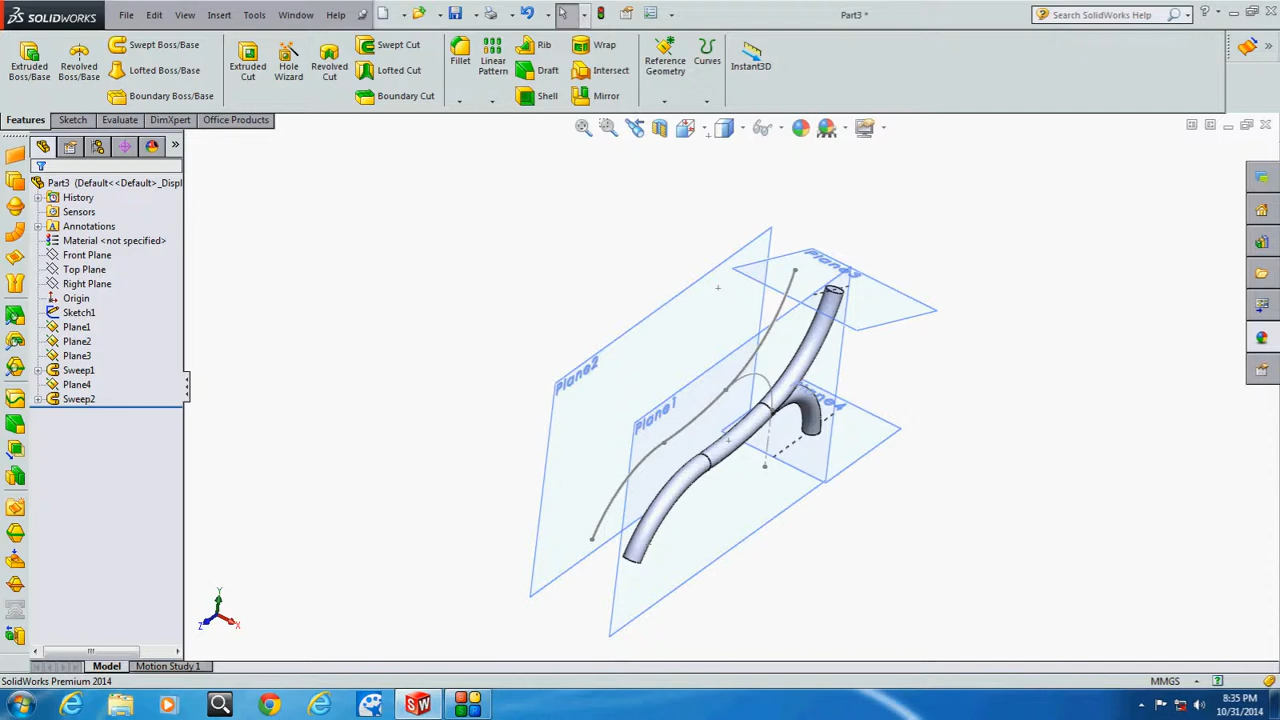 SOLIDWORKS
File Edit View Insert Tools Window Help
Part3 *
Search SolidWorks Help
Extruded Boss/Base
Revolved Boss/Base
Swept Boss/Base
Lofted Boss/Base
Boundary Boss/Base
Extruded Cut
Hole Wizard
Revolved Cut
Swept Cut
Lofted Cut
Boundary Cut
Fillet
Linear Pattern
Rib
Draft
Shell
Wrap
Intersect
Mirror
Reference Geometry
Curves
Instant3D
Features Sketch Evaluate DimXpert Office Products
Part3 (Default<<Default>_Displ
History
Sensors
Annotations
Material <not specified>
Front Plane
Top Plane
Right Plane
Origin
Sketch1
Plane1
Plane2
Plane3
Sweep1
Plane4
Sweep2
Plane3
Plane2
Plane1
Z
Y
X
Model Motion Study 1
SolidWorks Premium 2014
MMGS
8:35 PM
10/31/2014